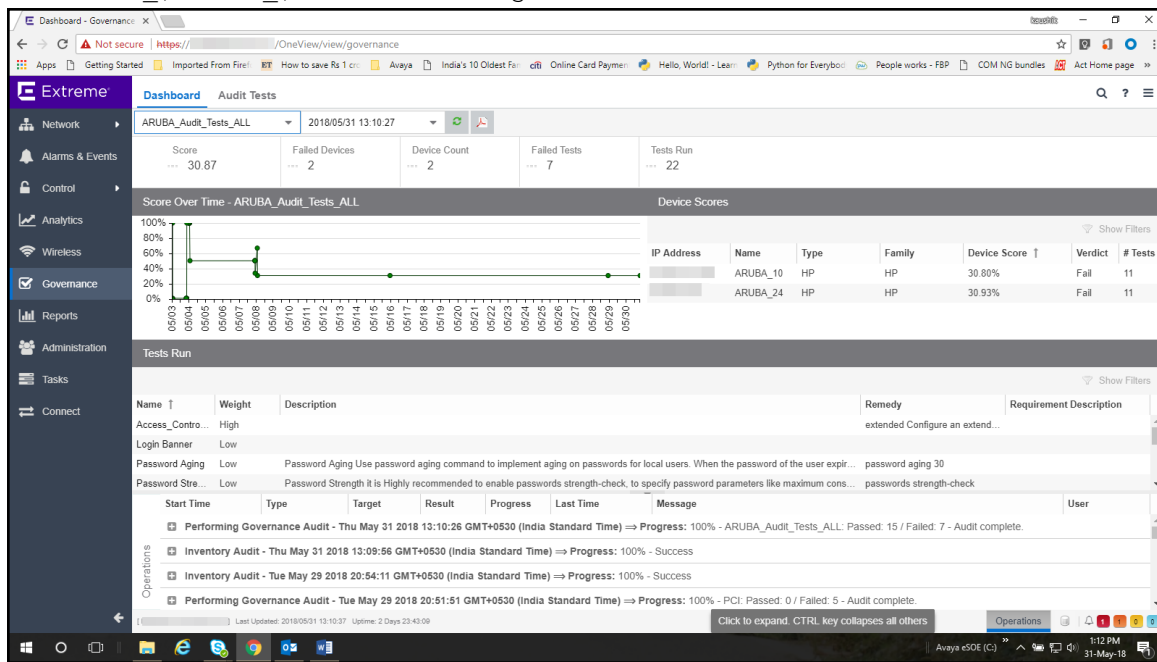 Dashboard - Governance
kaushik
Not secure | https:// /OneView/view/governance
Apps Getting Started Imported From Firef ET How to save Rs 1 cr Avaya India's 10 Oldest Fan citi Online Card Paymen Hello, World! - Learn Python for Everybod People works - FBP COM NG bundles Act Home page »
Extreme
Dashboard Audit Tests
Network
Alarms & Events
Control
Analytics
Wireless
Governance
Reports
Administration
Tasks
Connect
ARUBA_Audit_Tests_ALL 2018/05/31 13:10:27
Score Failed Devices Device Count Failed Tests Tests Run
--- 30.87 --- 2 --- 2 --- 7 --- 22
Score Over Time - ARUBA_Audit_Tests_ALL
100%
80%
60%
40%
20%
0%
05/03 05/04 05/05 05/06 05/07 05/08 05/09 05/10 05/11 05/12 05/13 05/14 05/15 05/16 05/17 05/18 05/19 05/20 05/21 05/22 05/23 05/24 05/25 05/26 05/27 05/28 05/29 05/30
Device Scores
Show Filters
IP Address Name Type Family Device Score ↑ Verdict # Tests
ARUBA_10 HP HP 30.80% Fail 11
ARUBA_24 HP HP 30.93% Fail 11
Tests Run
Show Filters
Name ↑ Weight Description Remedy Requirement Description
Access_Contro... High extended Configure an extend...
Login Banner Low
Password Aging Low Password Aging Use password aging command to implement aging on passwords for local users. When the password of the user expir... password aging 30
Password Stre... Low Password Strength it is Highly recommended to enable passwords strength-check, to specify password parameters like maximum cons... passwords strength-check
Operations
Start Time Type Target Result Progress Last Time Message User
Performing Governance Audit - Thu May 31 2018 13:10:26 GMT+0530 (India Standard Time) ⇒ Progress: 100% - ARUBA_Audit_Tests_ALL: Passed: 15 / Failed: 7 - Audit complete.
Inventory Audit - Thu May 31 2018 13:09:56 GMT+0530 (India Standard Time) ⇒ Progress: 100% - Success
Inventory Audit - Tue May 29 2018 20:54:11 GMT+0530 (India Standard Time) ⇒ Progress: 100% - Success
Performing Governance Audit - Tue May 29 2018 20:51:51 GMT+0530 (India Standard Time) ⇒ Progress: 100% - PCI: Passed: 0 / Failed: 5 - Audit complete.
[ ] Last Updated: 2018/05/31 13:10:37 Uptime: 2 Days 23:43:09
Click to expand. CTRL key collapses all others
Operations 1 1 0 0
Avaya eSOE (C:) » 1:12 PM
31-May-18